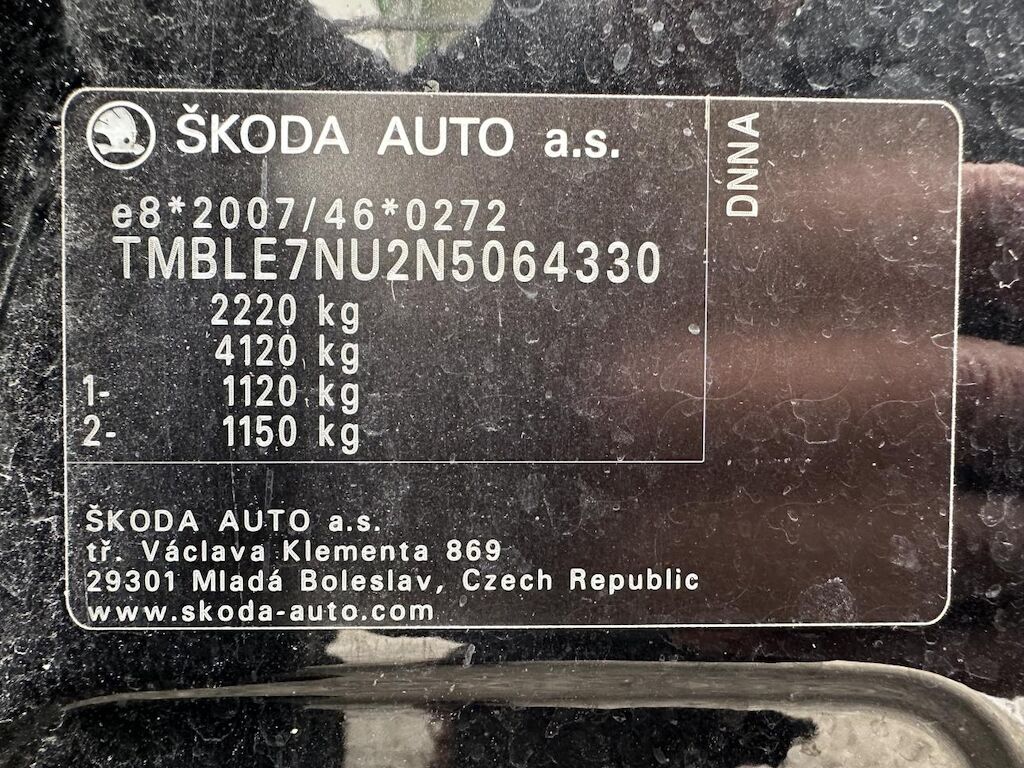 ŠKODA AUTO a.s.
DNNA
e8*2007/46*0272
TMBLE7NU2N5064330
2220 kg
4120 kg
1- 1120 kg
2- 1150 kg
ŠKODA AUTO a.s.
tř. Václava Klementa 869
29301 Mladá Boleslav, Czech Republic
www.skoda-auto.com